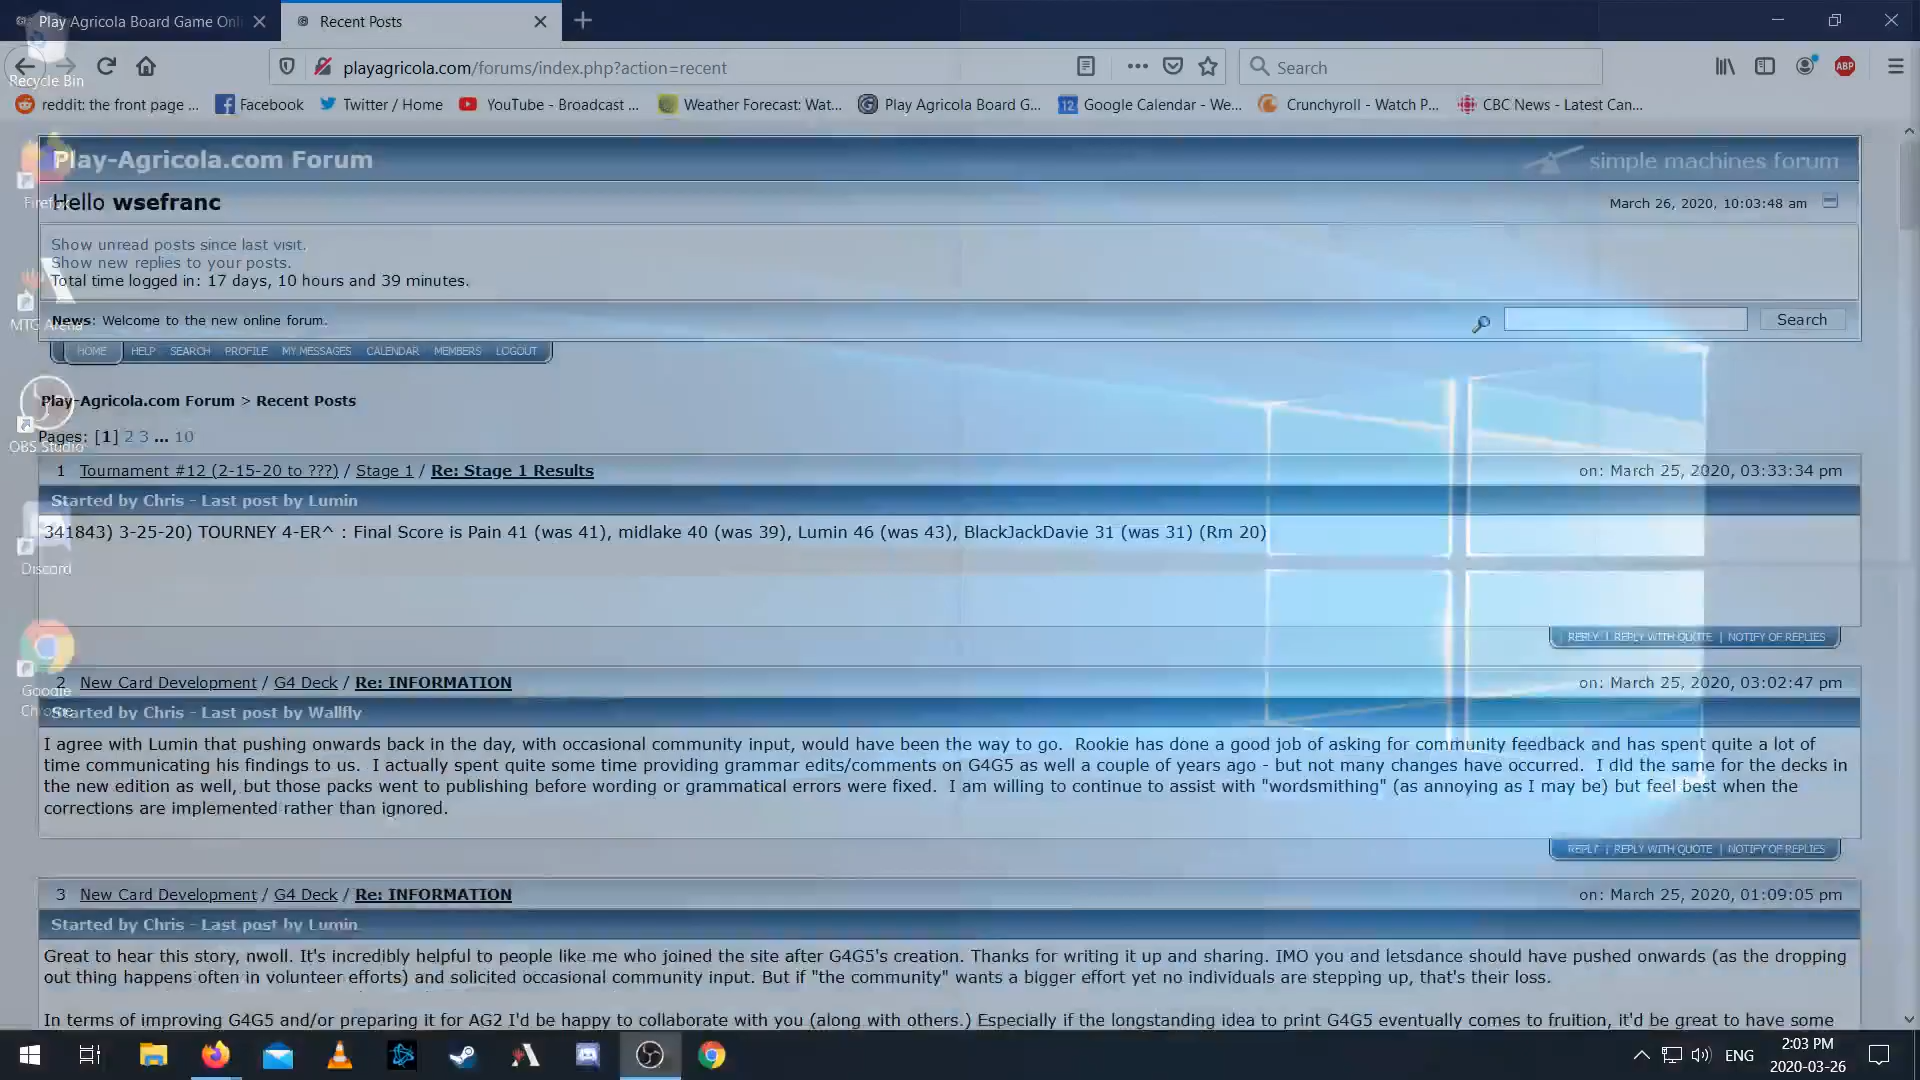 Play Agricola Board Game Onl
Recent Posts
Recycle Bin
playagricola.com/forums/index.php?action=recent
Search
ABP
reddit: the front page ...
Facebook
Twitter / Home
YouTube - Broadcast ...
Weather Forecast: Wat...
Play Agricola Board G...
12
Google Calendar - We...
Crunchyroll - Watch P...
CBC News - Latest Can...
Play-Agricola.com Forum
simple machines forum
Firefox
Hello wsefranc
March 26, 2020, 10:03:48 am
Show unread posts since last visit.
Show new replies to your posts.
Total time logged in: 17 days, 10 hours and 39 minutes.
MTG Arena
News: Welcome to the new online forum.
Search
HOME HELP SEARCH PROFILE MY MESSAGES CALENDAR MEMBERS LOGOUT
Play-Agricola.com Forum > Recent Posts
Pages: [1] 2 3 ... 10
OBS Studio
1 Tournament #12 (2-15-20 to ???) / Stage 1 / Re: Stage 1 Results
on: March 25, 2020, 03:33:34 pm
Started by Chris - Last post by Lumin
341843) 3-25-20) TOURNEY 4-ER^ : Final Score is Pain 41 (was 41), midlake 40 (was 39), Lumin 46 (was 43), BlackJackDavie 31 (was 31) (Rm 20)
Discord
REPLY | REPLY WITH QUOTE | NOTIFY OF REPLIES
2 New Card Development / G4 Deck / Re: INFORMATION
on: March 25, 2020, 03:02:47 pm
Google
Chrome
Started by Chris - Last post by Wallfly
I agree with Lumin that pushing onwards back in the day, with occasional community input, would have been the way to go.  Rookie has done a good job of asking for community feedback and has spent quite a lot of
time communicating his findings to us.  I actually spent quite some time providing grammar edits/comments on G4G5 as well a couple of years ago - but not many changes have occurred.  I did the same for the decks in
the new edition as well, but those packs went to publishing before wording or grammatical errors were fixed.  I am willing to continue to assist with "wordsmithing" (as annoying as I may be) but feel best when the
corrections are implemented rather than ignored.
REPLY | REPLY WITH QUOTE | NOTIFY OF REPLIES
3 New Card Development / G4 Deck / Re: INFORMATION
on: March 25, 2020, 01:09:05 pm
Started by Chris - Last post by Lumin
Great to hear this story, nwoll. It's incredibly helpful to people like me who joined the site after G4G5's creation. Thanks for writing it up and sharing. IMO you and letsdance should have pushed onwards (as the dropping
out thing happens often in volunteer efforts) and solicited occasional community input. But if "the community" wants a bigger effort yet no individuals are stepping up, that's their loss.
In terms of improving G4G5 and/or preparing it for AG2 I'd be happy to collaborate with you (along with others.) Especially if the longstanding idea to print G4G5 eventually comes to fruition, it'd be great to have some
ENG
2:03 PM
2020-03-26